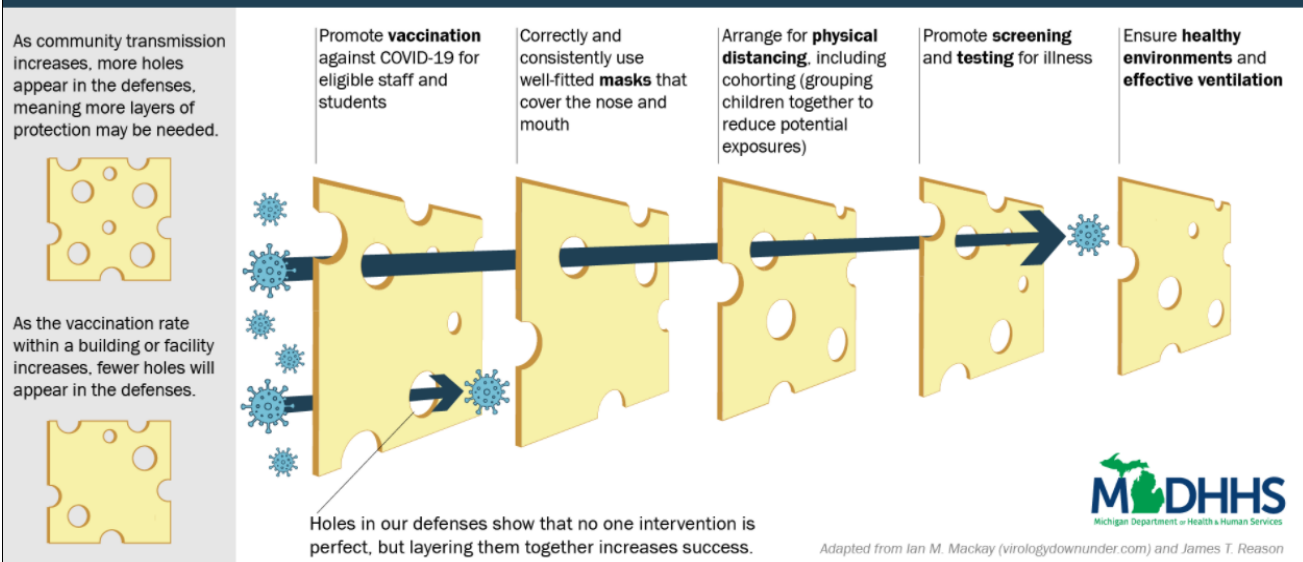 As community transmission
increases, more holes
appear in the defenses,
meaning more layers of
protection may be needed.
As the vaccination rate
within a building or facility
increases, fewer holes will
appear in the defenses.
Promote vaccination
against COVID-19 for
eligible staff and
students
Correctly and
consistently use
well-fitted masks that
cover the nose and
mouth
Arrange for physical
distancing, including
cohorting (grouping
children together to
reduce potential
exposures)
Promote screening
and testing for illness
Ensure healthy
environments and
effective ventilation
Holes in our defenses show that no one intervention is
perfect, but layering them together increases success.
MDHHS
Michigan Department of Health & Human Services
Adapted from Ian M. Mackay (virologydownunder.com) and James T. Reason